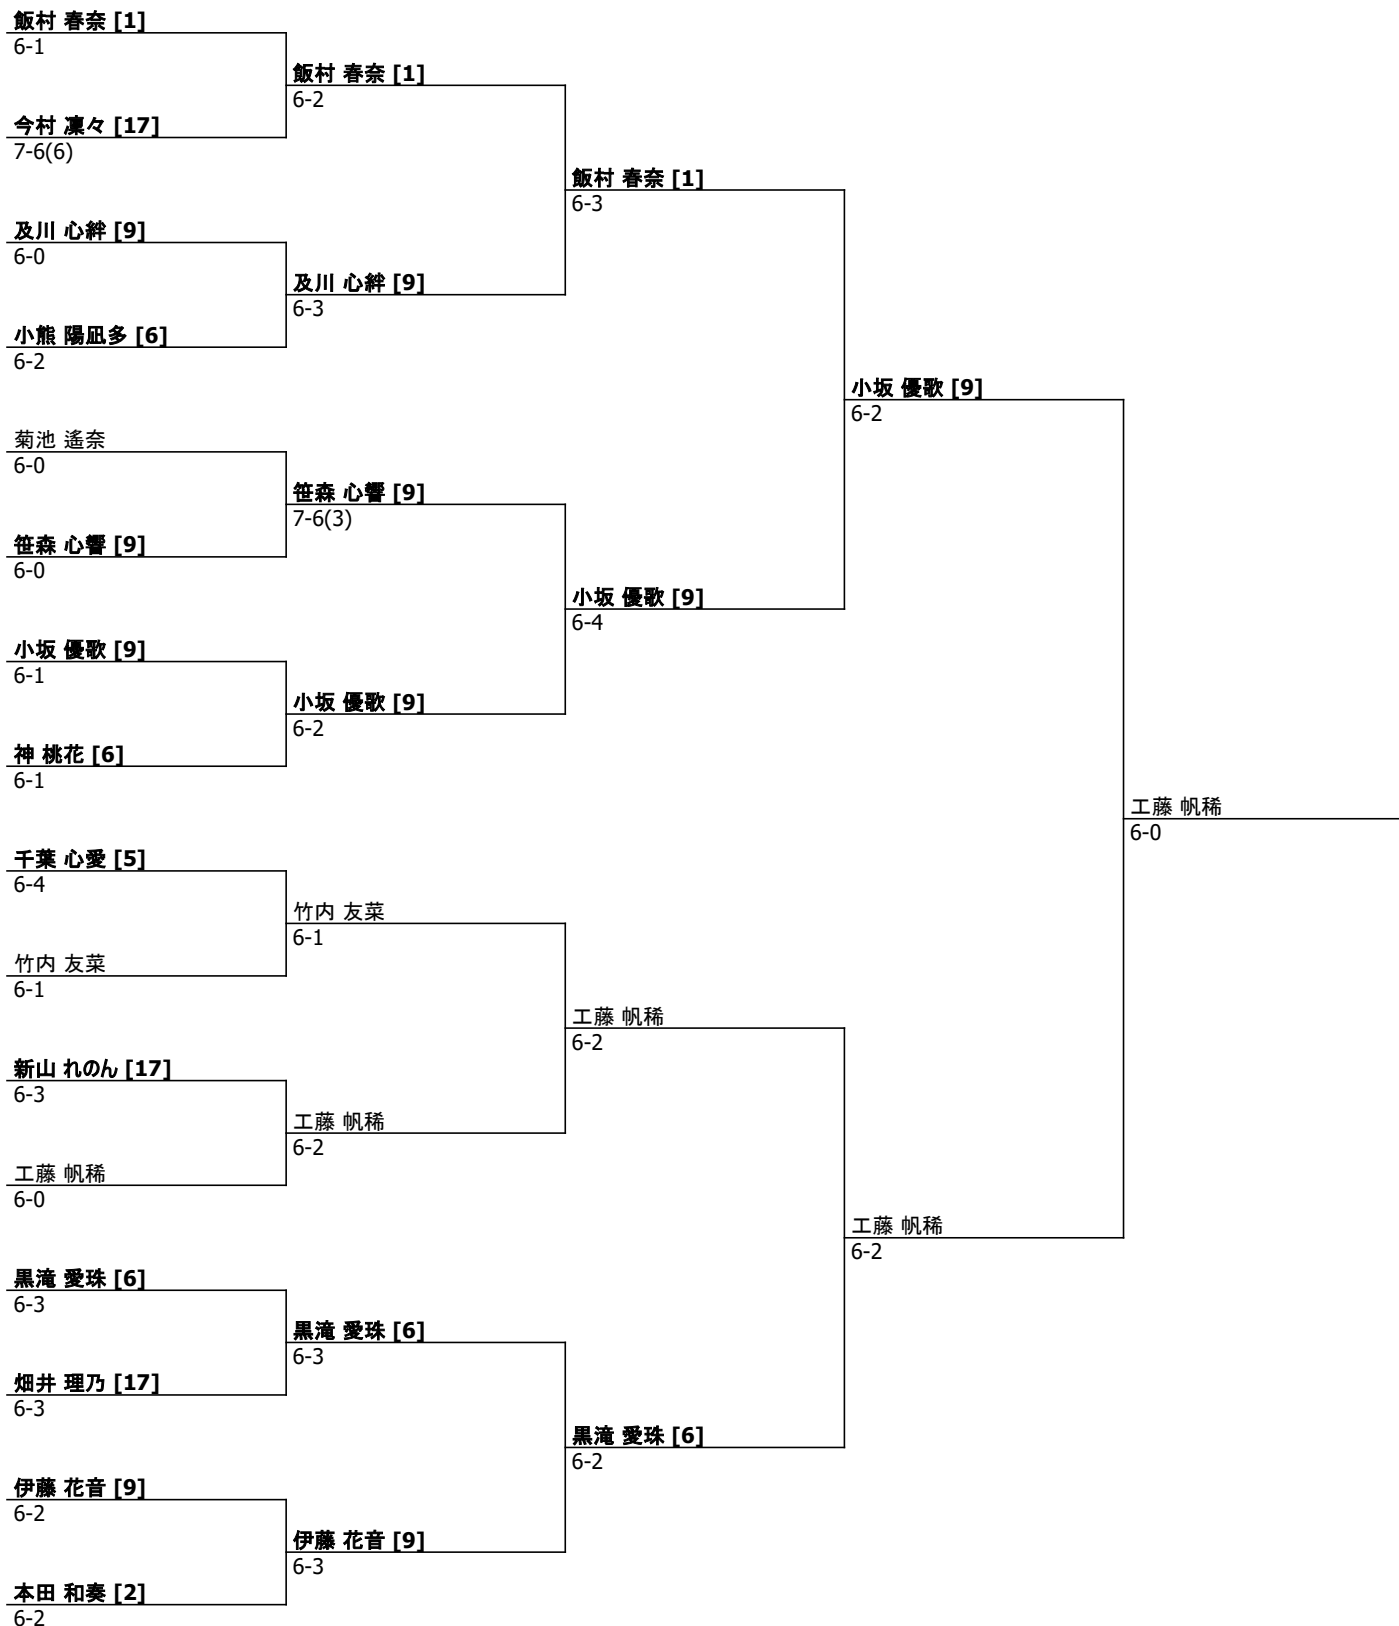 飯村 春奈 [1]
6-1
飯村 春奈 [1]
6-2
今村 凜々 [17]
7-6(6)
飯村 春奈 [1]
6-3
及川 心絆 [9]
6-0
及川 心絆 [9]
6-3
小熊 陽凪多 [6]
6-2
小坂 優歌 [9]
6-2
菊池 遙奈
6-0
笹森 心響 [9]
7-6(3)
笹森 心響 [9]
6-0
小坂 優歌 [9]
6-4
小坂 優歌 [9]
6-1
小坂 優歌 [9]
6-2
神 桃花 [6]
6-1
工藤 帆稀
6-0
千葉 心愛 [5]
6-4
竹内 友菜
6-1
竹内 友菜
6-1
工藤 帆稀
6-2
新山 れのん [17]
6-3
工藤 帆稀
6-2
工藤 帆稀
6-0
工藤 帆稀
6-2
黒滝 愛珠 [6]
6-3
黒滝 愛珠 [6]
6-3
畑井 理乃 [17]
6-3
黒滝 愛珠 [6]
6-2
伊藤 花音 [9]
6-2
伊藤 花音 [9]
6-3
本田 和奏 [2]
6-2